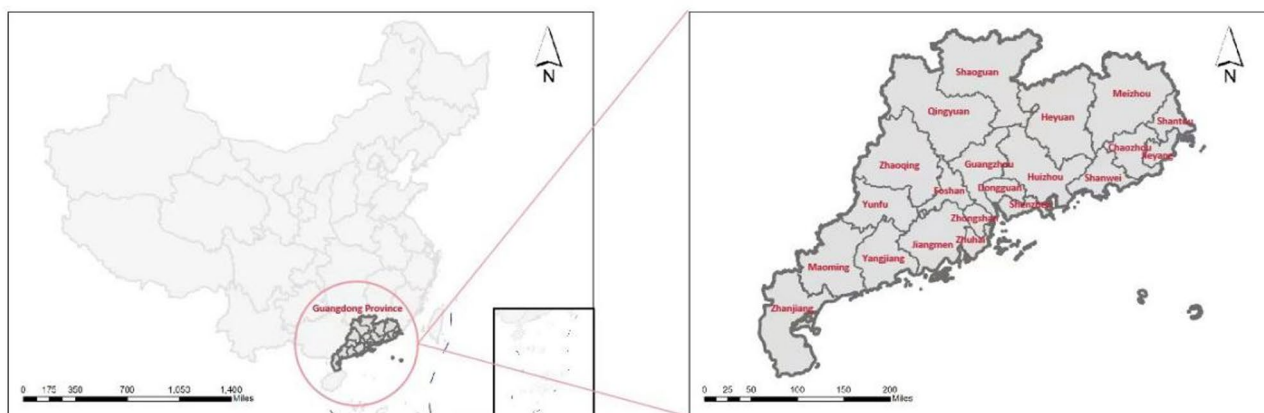 N
Guangdong Province
0 175 350 700 1,050 1,400
Miles
N
Shaoguan
Meizhou
Qingyuan
Heyuan
Shantou
Chaozhou
Jieyang
Zhaoqing
Guangzhou
Huizhou
Shanwei
Foshan
Dongguan
Yunfu
Shenzhen
Zhongshan
Jiangmen
Zhuhai
Yangjiang
Maoming
Zhanjiang
0 25 50 100 150 200
Miles